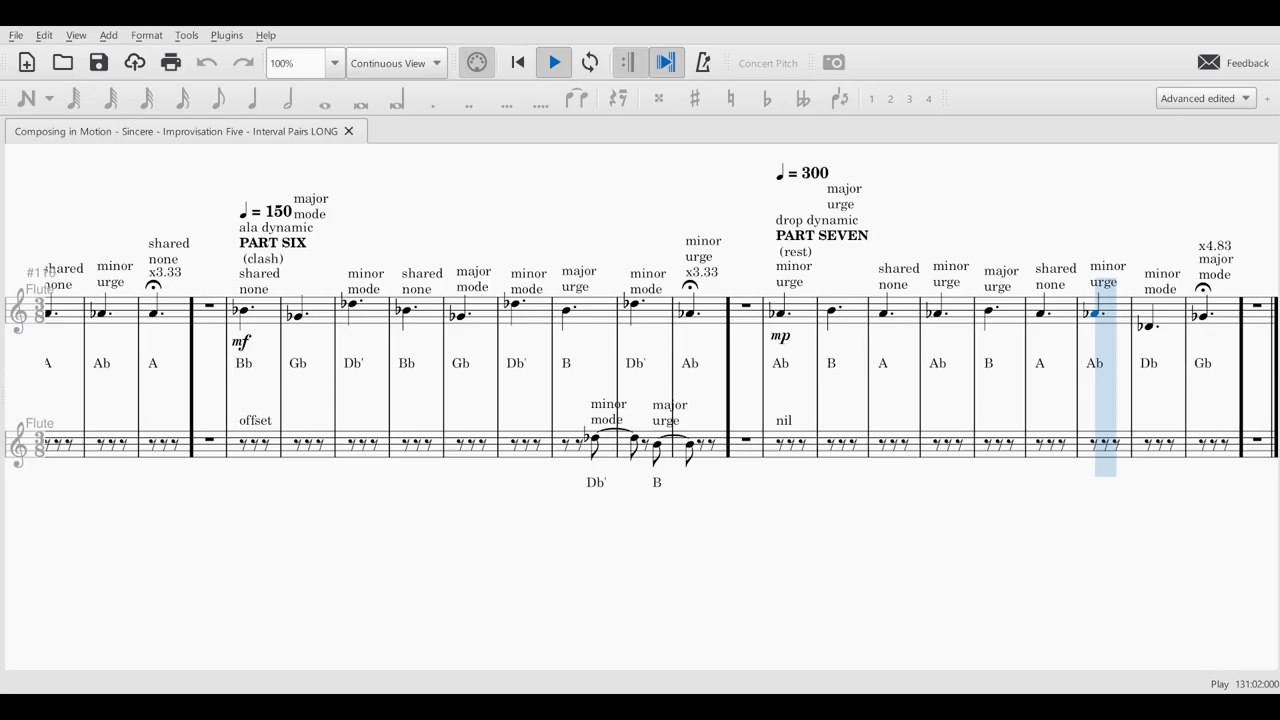 File Edit View Add Format Tools Plugins Help
100% Continuous View Concert Pitch Feedback
1 2 3 4 Advanced edited +
Composing in Motion - Sincere - Improvisation Five - Interval Pairs LONG
= 300
major
urge
drop dynamic
PART SEVEN
(rest)
minor
urge
major
mode
= 150
ala dynamic
PART SIX
(clash)
shared
none
shared
none
x3.33
minor
urge
x3.33
x4.83
major
mode
shared
none
minor
urge
minor
mode
shared
none
major
mode
minor
mode
major
urge
minor
mode
shared
none
minor
urge
major
urge
shared
none
minor
urge
minor
mode
Flute
mf
mp
A Ab A Bb Gb Db' Bb Gb Db' B Db' Ab Ab B A Ab B A Ab Db Gb
minor
mode
major
urge
offset
nil
Flute
Db' B
Play 131:02:000